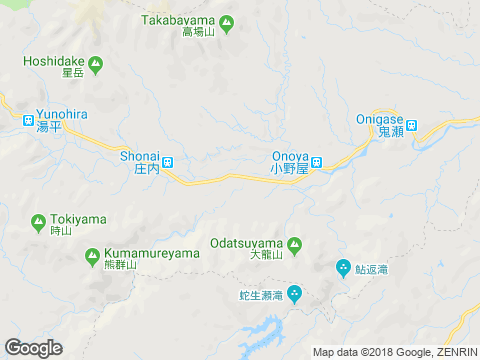 Takabayama
高場山
Hoshidake
星岳
Yunohira
湯平
Onigase
鬼瀬
Shonai
庄内
Onoya
小野屋
Tokiyama
時山
Odatsuyama
大龍山
Kumamureyama
熊群山
鮎返滝
蛇生瀬滝
Google
Map data ©2018 Google, ZENRIN